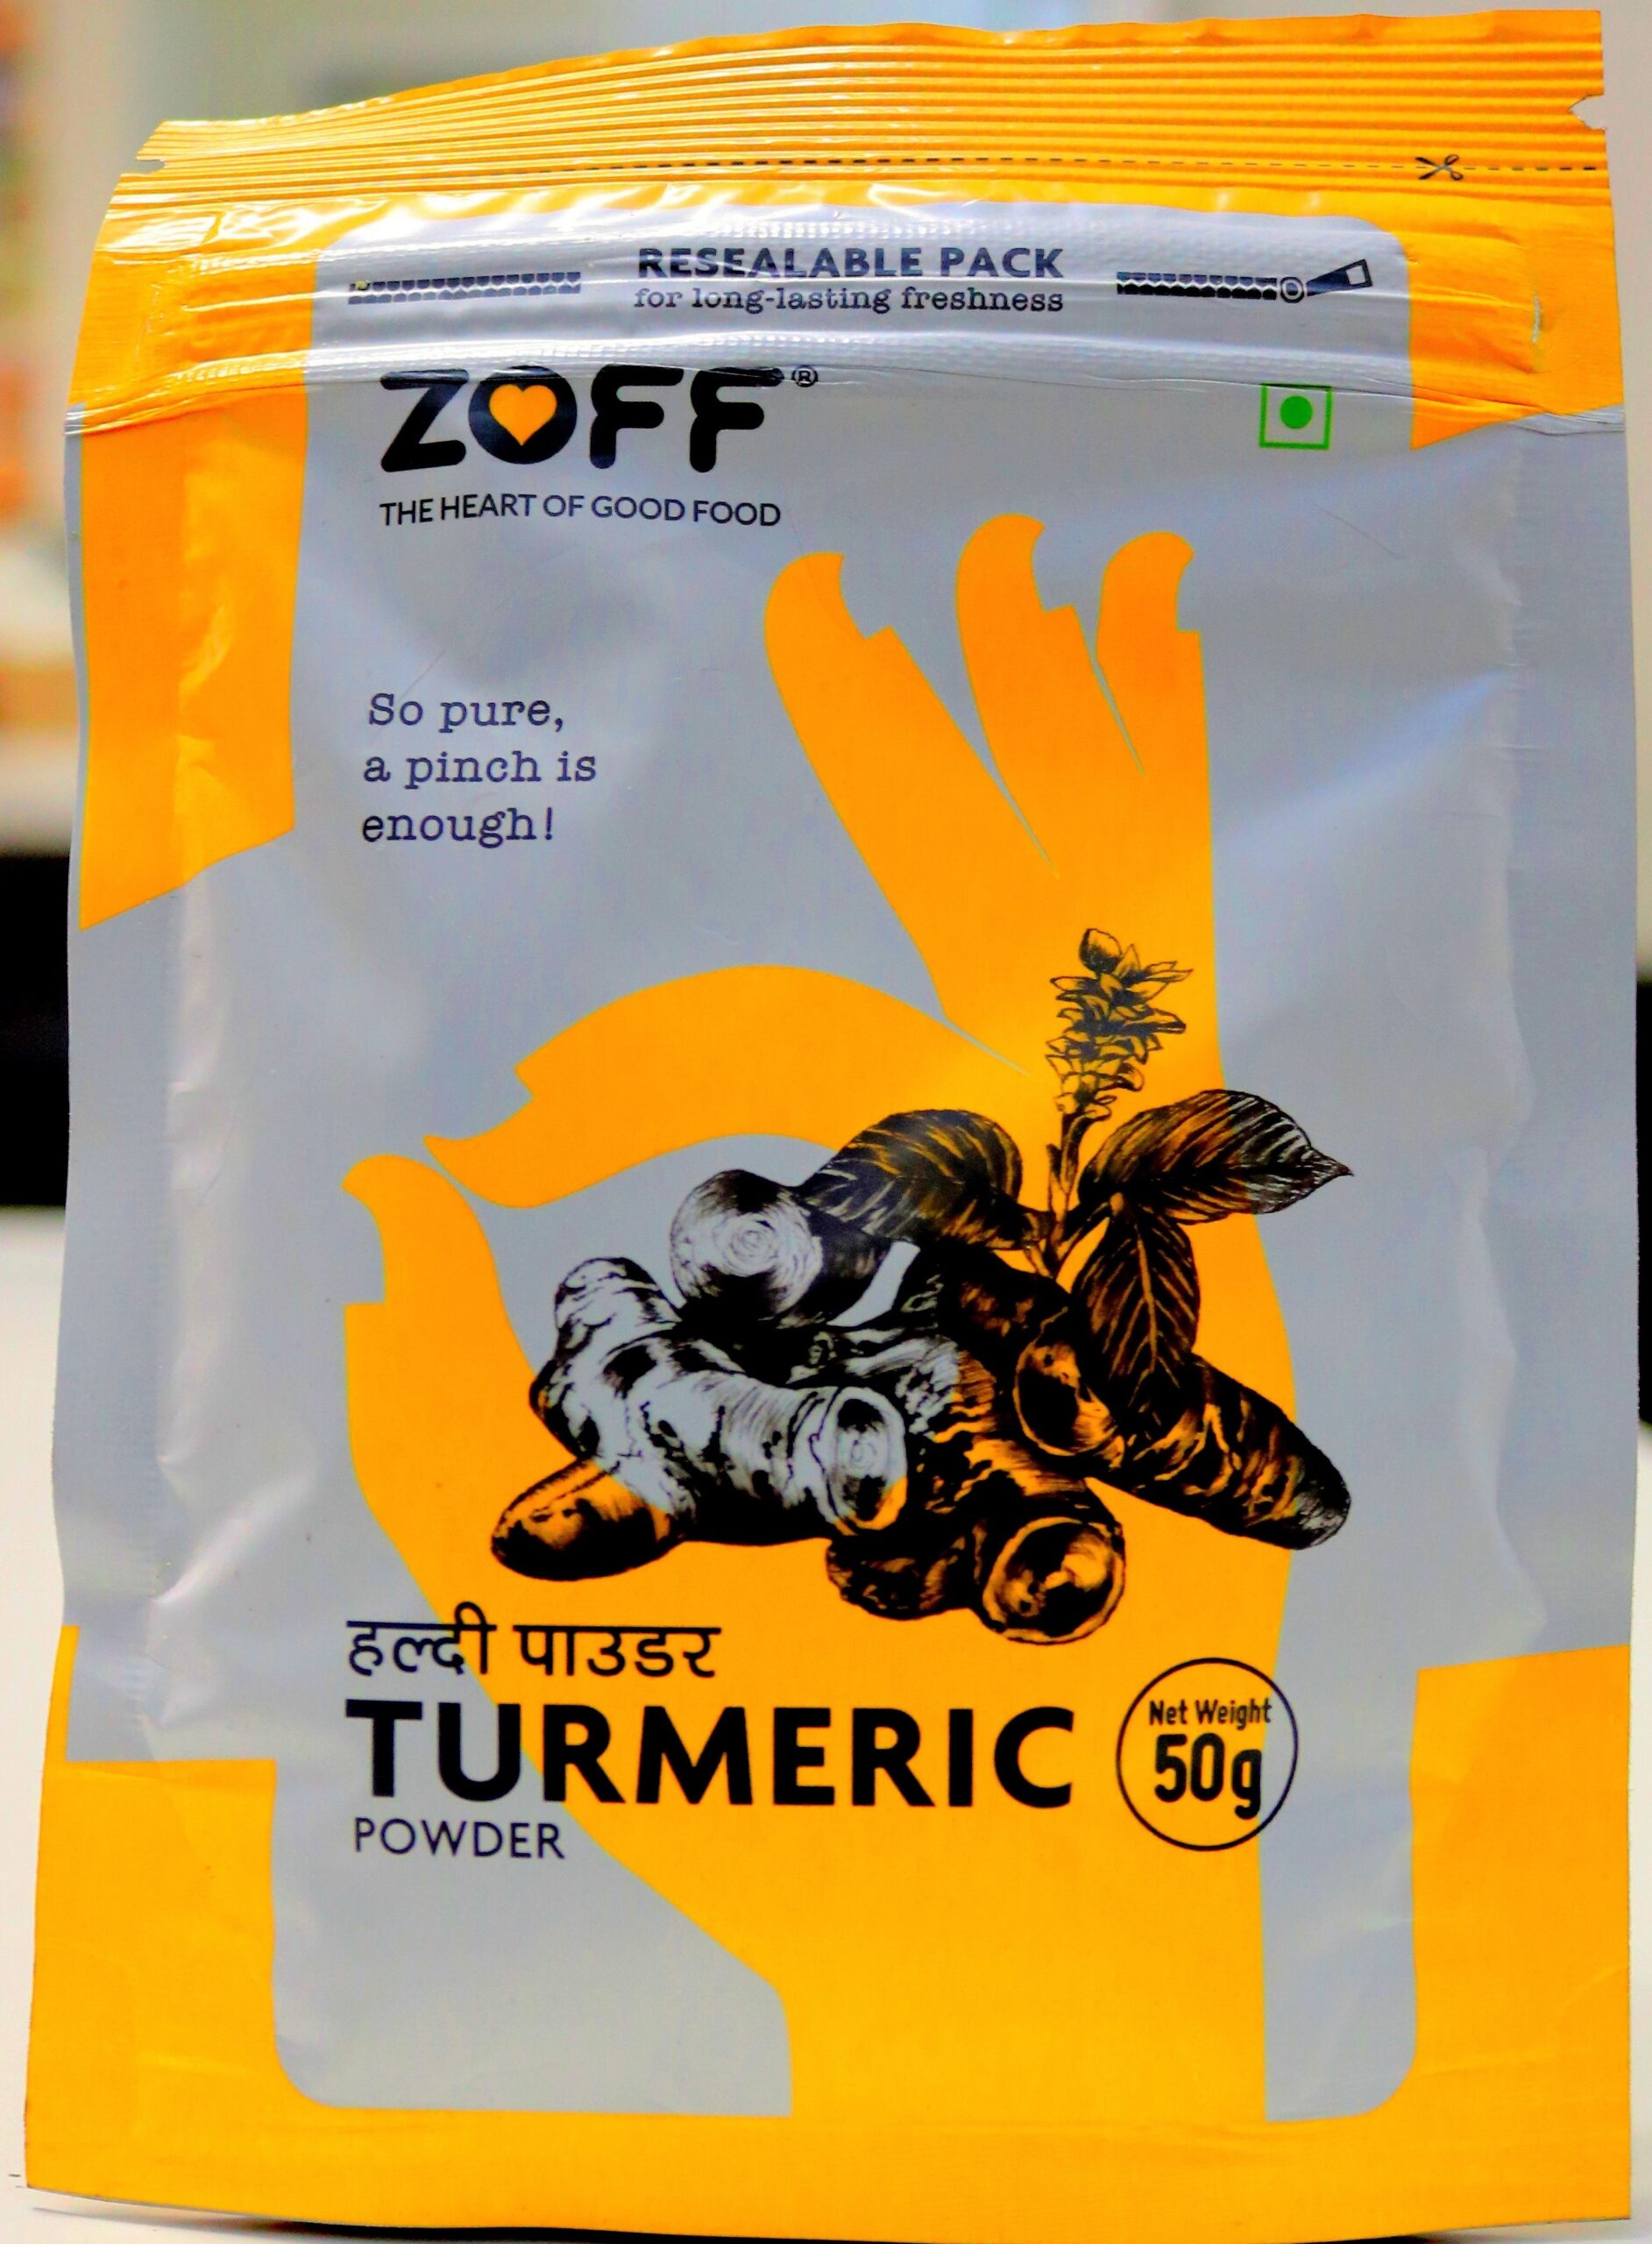 RESEALABLE PACK
for long-lasting freshness
ZOFF®
THE HEART OF GOOD FOOD
So pure,
a pinch is
enough!
हल्दी पाउडर
TURMERIC
POWDER
Net Weight
50g